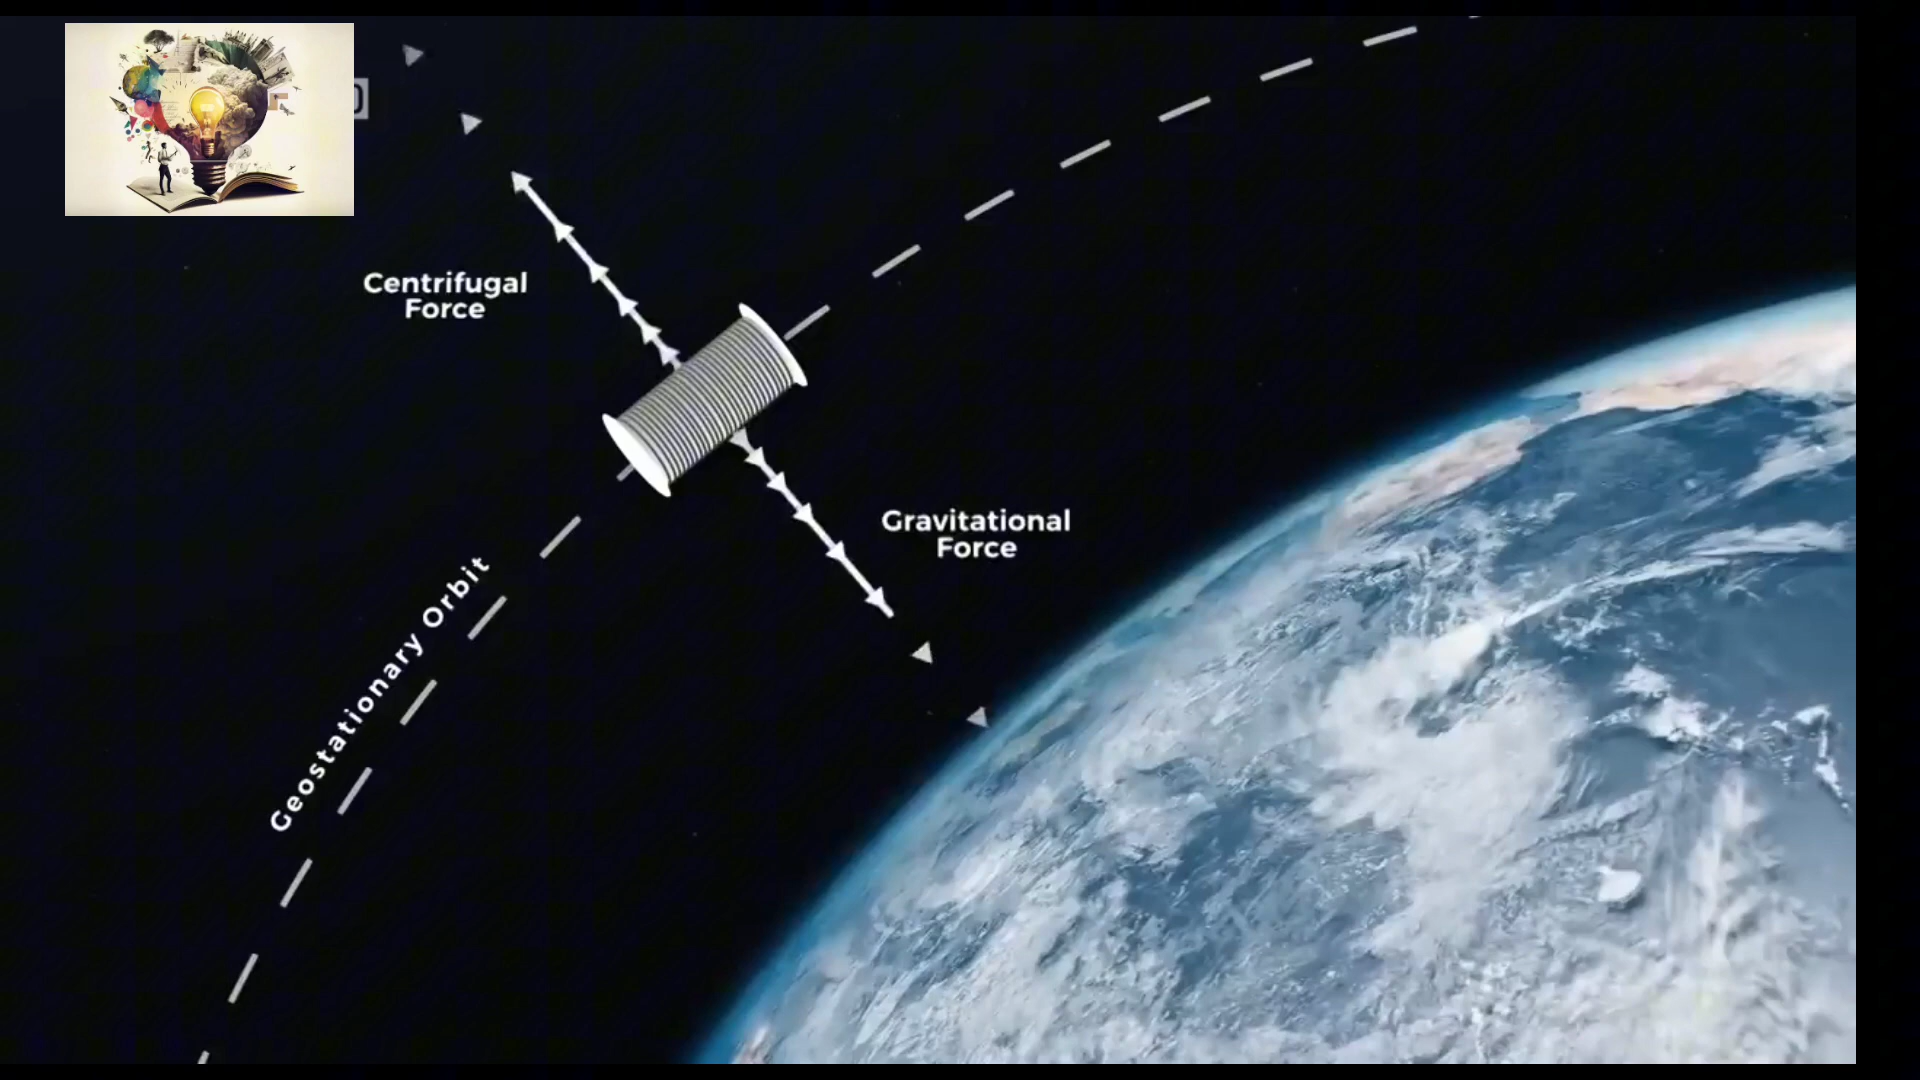 Centrifugal
Force
Gravitational
Force
Geostationary Orbit